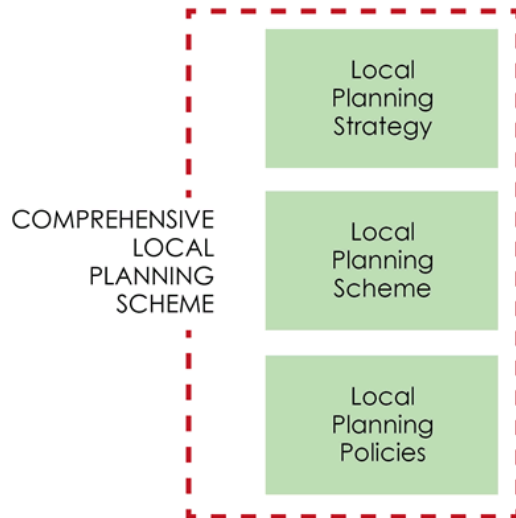 Local
Planning
Strategy
COMPREHENSIVE
LOCAL
PLANNING
SCHEME
Local
Planning
Scheme
Local
Planning
Policies